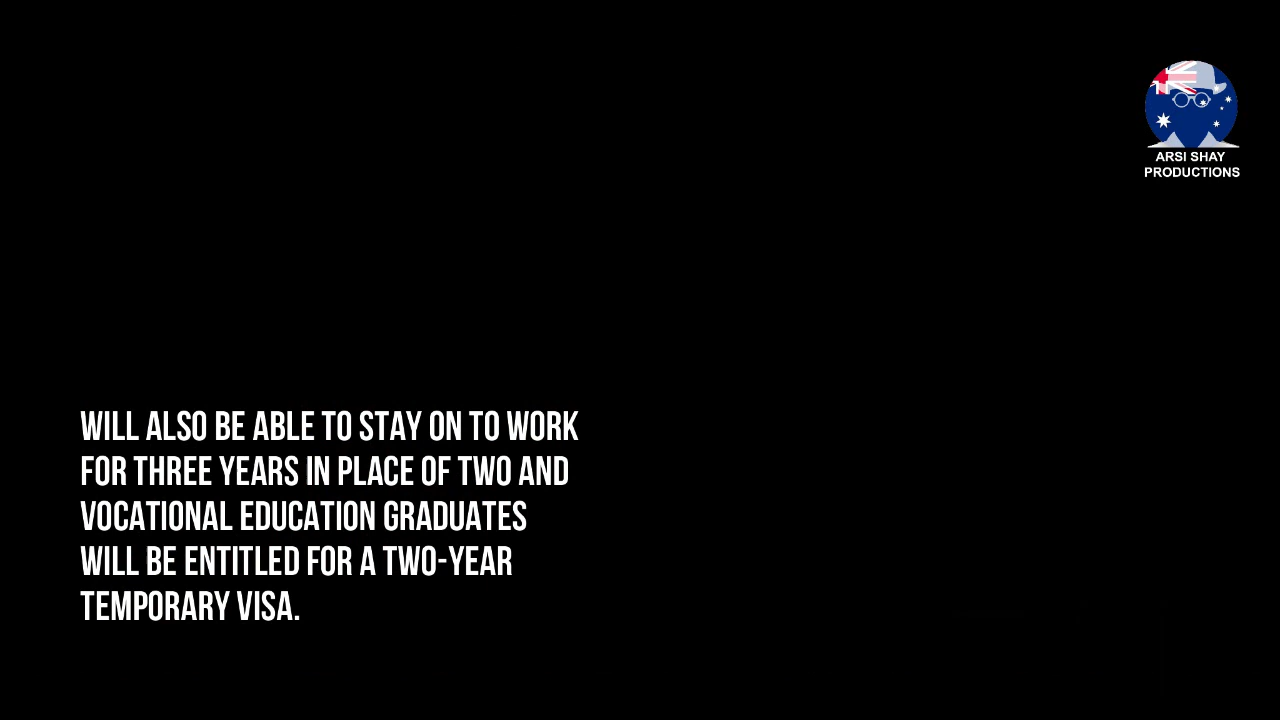 ARSI SHAY
PRODUCTIONS
WILL ALSO BE ABLE TO STAY ON TO WORK
FOR THREE YEARS IN PLACE OF TWO AND
VOCATIONAL EDUCATION GRADUATES
WILL BE ENTITLED FOR A TWO-YEAR
TEMPORARY VISA.